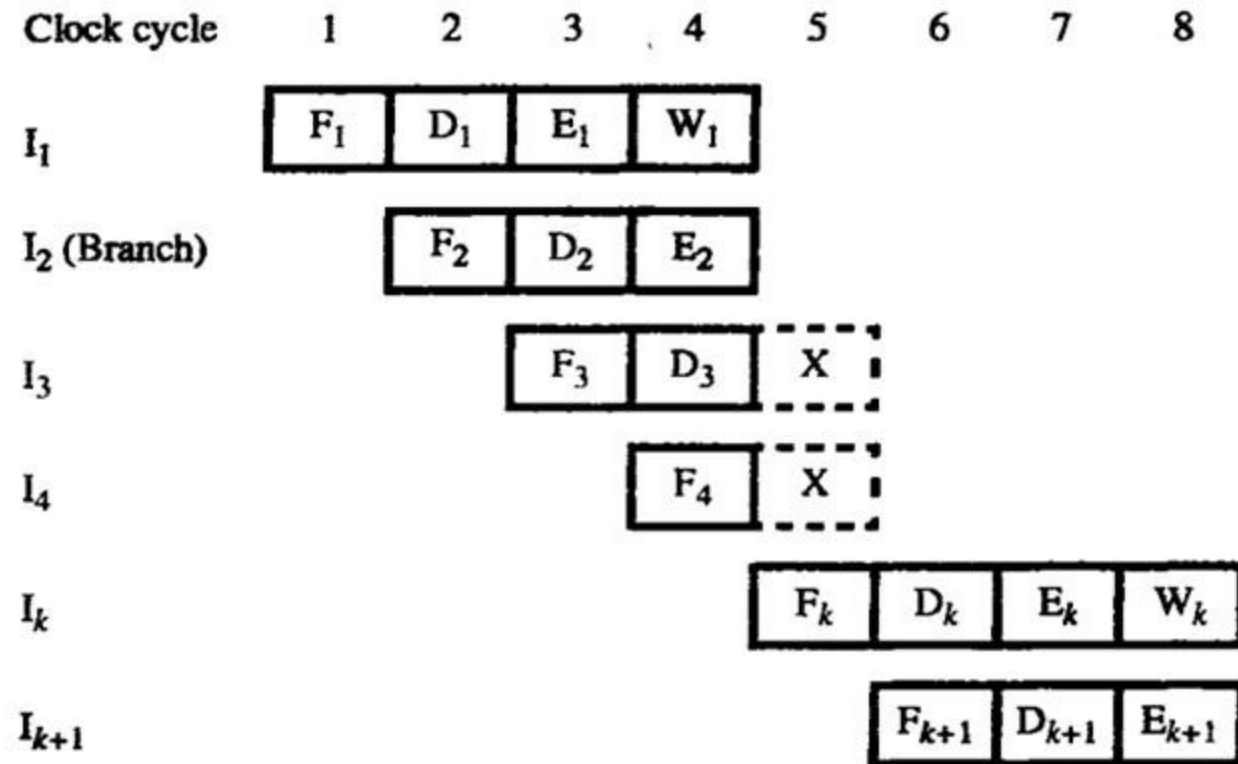 Clock cycle 1 2 3 4 5 6 7 8
I₁ F₁ D₁ E₁ W₁
I₂ (Branch) F₂ D₂ E₂
I₃ F₃ D₃ X
I₄ F₄ X
Iₖ Fₖ Dₖ Eₖ Wₖ
Iₖ₊₁ Fₖ₊₁ Dₖ₊₁ Eₖ₊₁